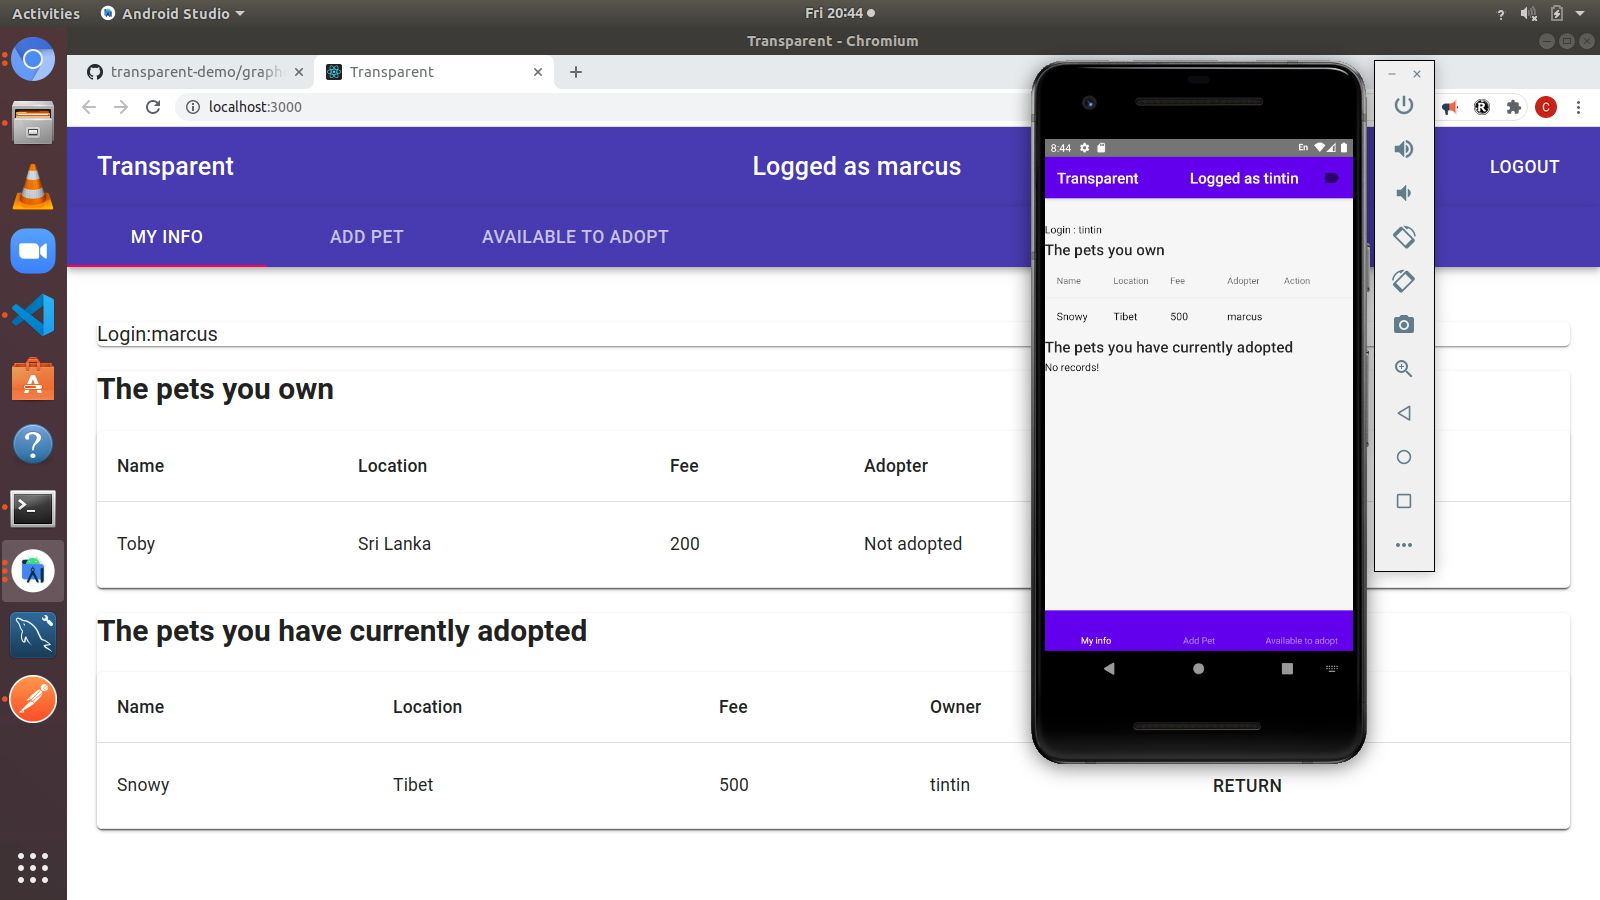 Activities
Android Studio
Fri 20:44
?
Transparent - Chromium
transparent-demo/graph
Transparent
localhost:3000
C
Transparent
Logged as marcus
LOGOUT
MY INFO
ADD PET
AVAILABLE TO ADOPT
Login:marcus
The pets you own
Name
Location
Fee
Adopter
Toby
Sri Lanka
200
Not adopted
The pets you have currently adopted
Name
Location
Fee
Owner
Snowy
Tibet
500
tintin
RETURN
8:44
En
Transparent
Logged as tintin
Login : tintin
The pets you own
Name
Location
Fee
Adopter
Action
Snowy
Tibet
500
marcus
The pets you have currently adopted
No records!
My info
Add Pet
Available to adopt